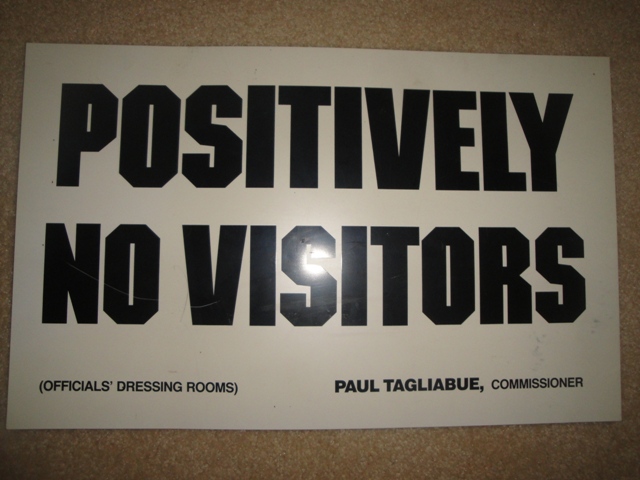 POSITIVELY
NO VISITORS
(OFFICIALS' DRESSING ROOMS) PAUL TAGLIABUE, COMMISSIONER